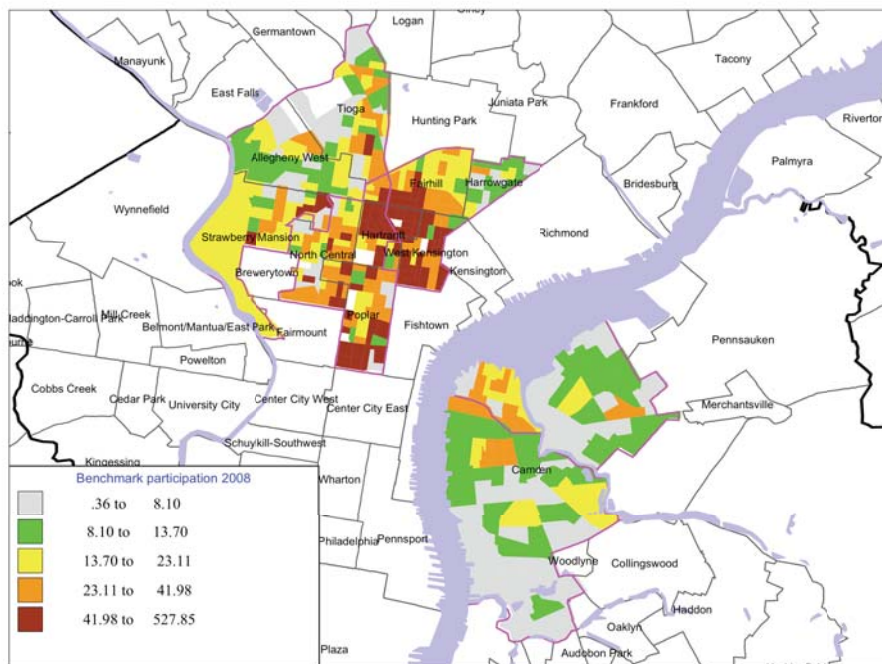 Olney
Logan
Germantown
Manayunk
Tacony
East Falls
Tioga
Juniata Park
Frankford
Hunting Park
Riverton
Allegheny West
Fairhill
Harrowgate
Palmyra
Bridesburg
Wynnefield
Strawberry Mansion
Hartranft
Richmond
North Central
West Kensington
Brewerytown
Kensington
ook
Mill Creek
addington-Carroll Park
Belmont/Mantua/East Park
Poplar
Fairmount
Fishtown
Pennsauken
Powelton
Cobbs Creek
Cedar Park
University City
Center City West
Center City East
Merchantsville
Schuylkill-Southwest
Kingessing
Camden
Benchmark participation 2008
.36 to 8.10
8.10 to 13.70
13.70 to 23.11
23.11 to 41.98
41.98 to 527.85
Wharton
Philadelphia
Pennsport
Woodlyne
Collingswood
Haddon
Oaklyn
Plaza
Audobon Park